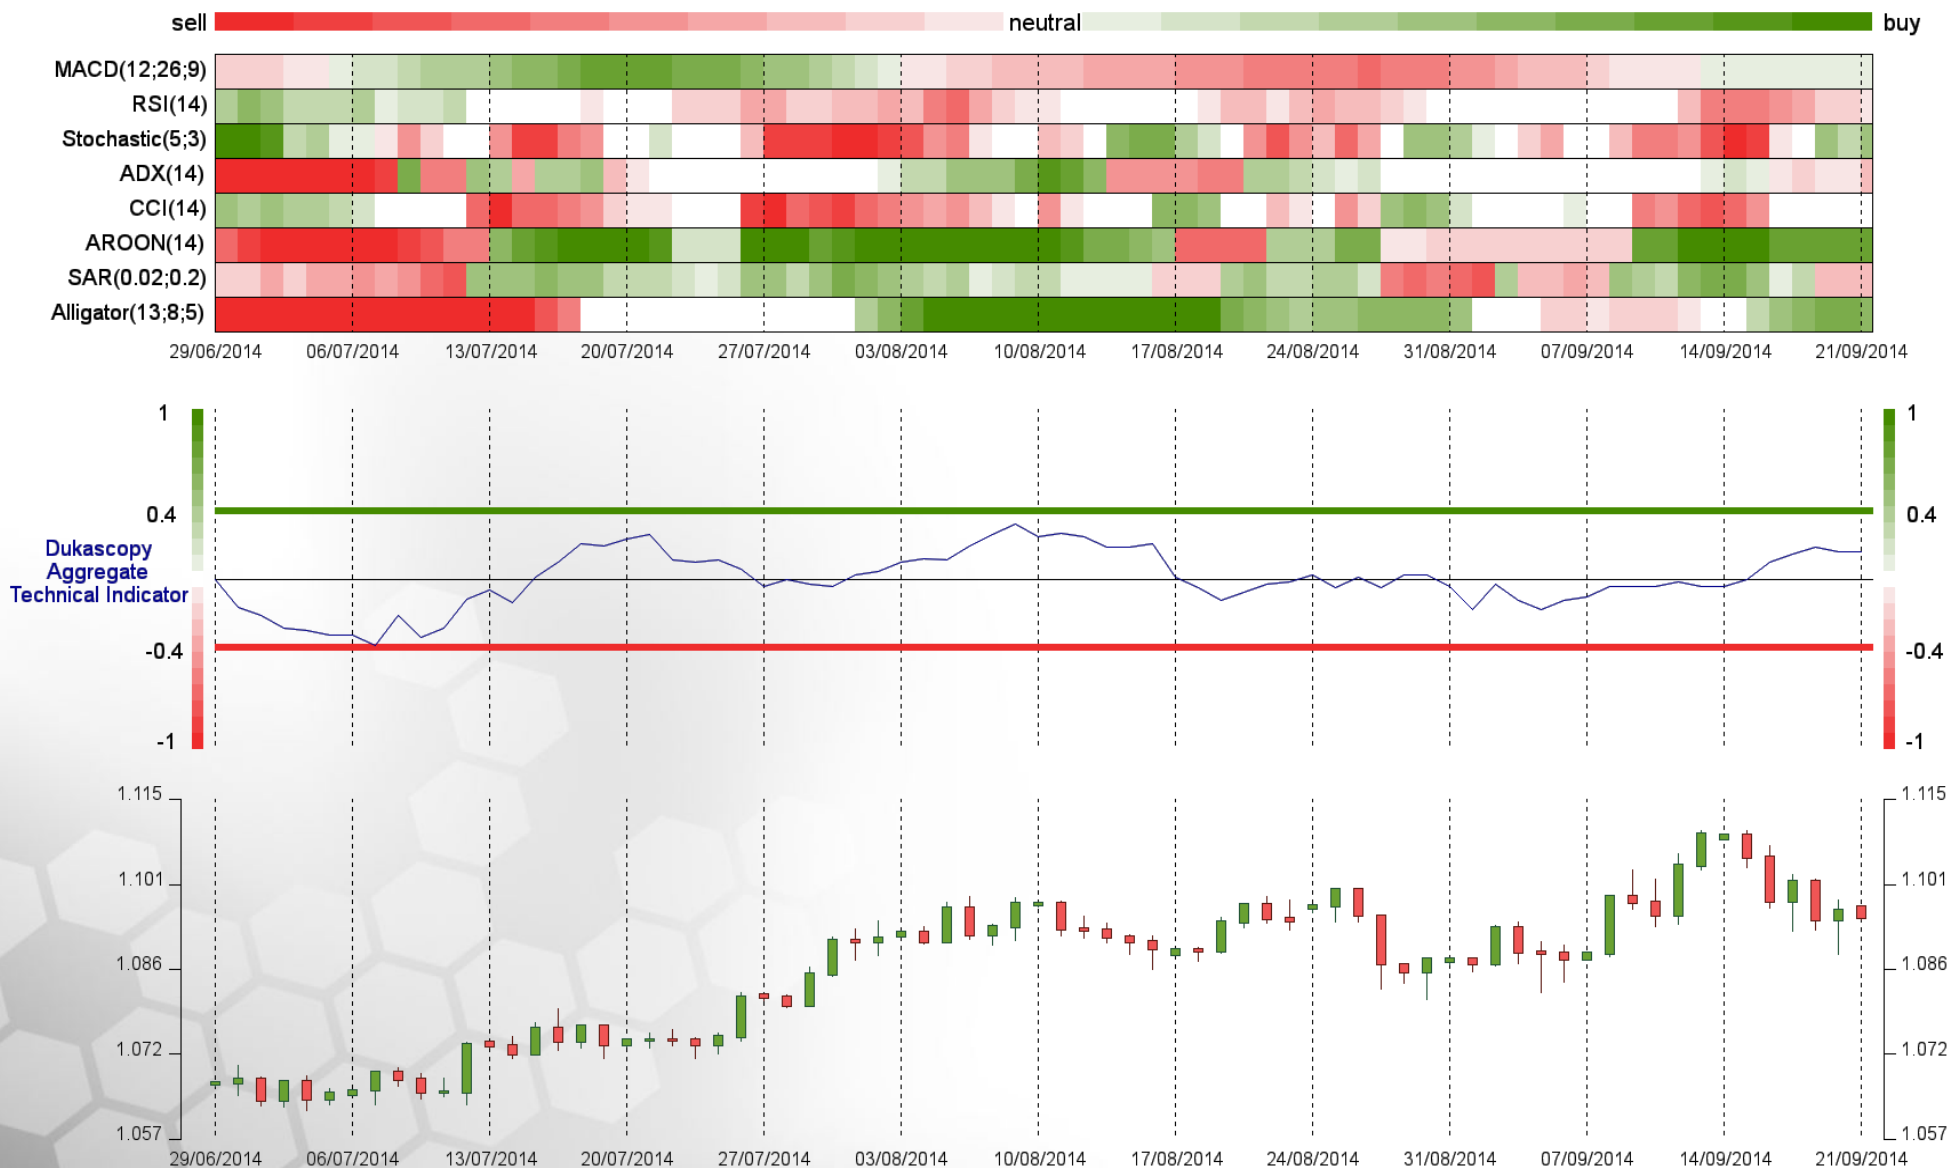 sell neutral buy
MACD(12;26;9)
RSI(14)
Stochastic(5;3)
ADX(14)
CCI(14)
AROON(14)
SAR(0.02;0.2)
Alligator(13;8;5)
29/06/2014 06/07/2014 13/07/2014 20/07/2014 27/07/2014 03/08/2014 10/08/2014 17/08/2014 24/08/2014 31/08/2014 07/09/2014 14/09/2014 21/09/2014
1 1
0.4 0.4
Dukascopy
Aggregate
Technical Indicator
-0.4 -0.4
-1 -1
1.115 1.115
1.101 1.101
1.086 1.086
1.072 1.072
1.057 1.057
29/06/2014 06/07/2014 13/07/2014 20/07/2014 27/07/2014 03/08/2014 10/08/2014 17/08/2014 24/08/2014 31/08/2014 07/09/2014 14/09/2014 21/09/2014